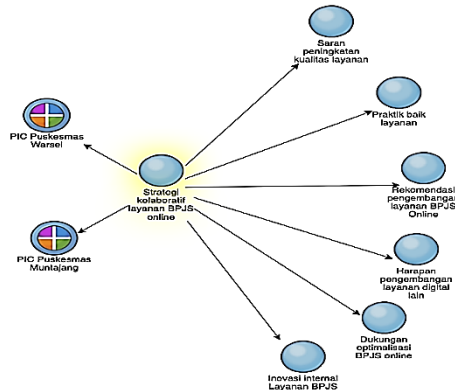 Saran
peningkatan
kualitas layanan
Praktik baik
layanan
PIC Puskesmas
Warsel
Strategi
kolaboratif
layanan BPJS
online
Rekomondasi
pengembangan
layanan BPJS
Online
PIC Puskesmas
Muntajang
Harapan
pengembangan
layanan digital
lain
Dukungan
optimalisasi
BPJS online
Inovasi internal
Layanan BPJS